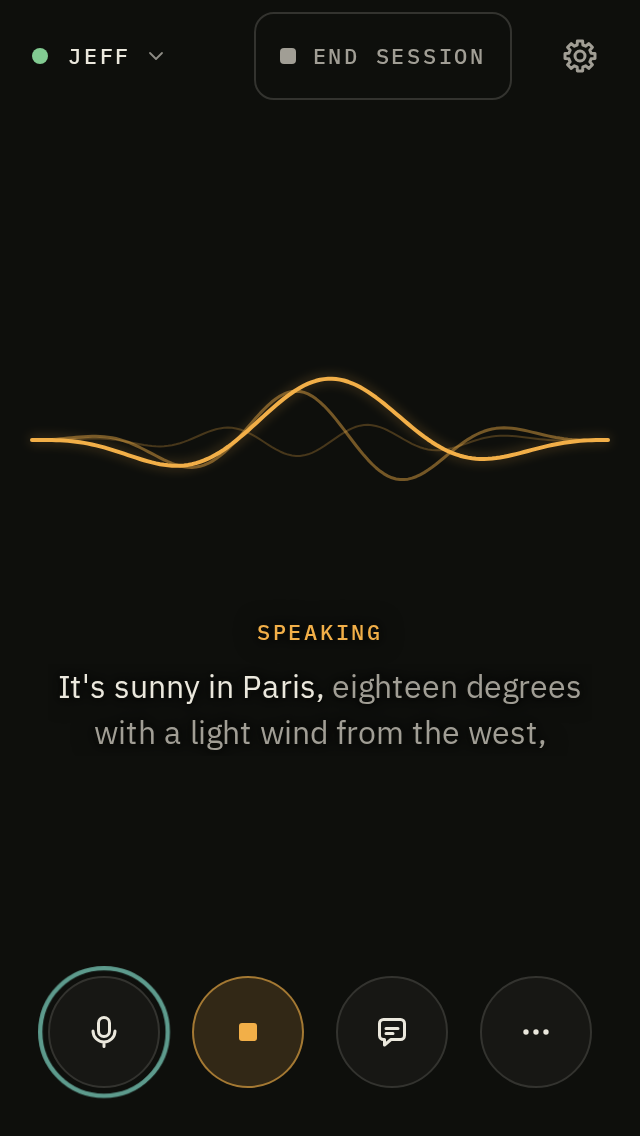 JEFF
END SESSION
SPEAKING
It's sunny in Paris, eighteen degrees
with a light wind from the west,